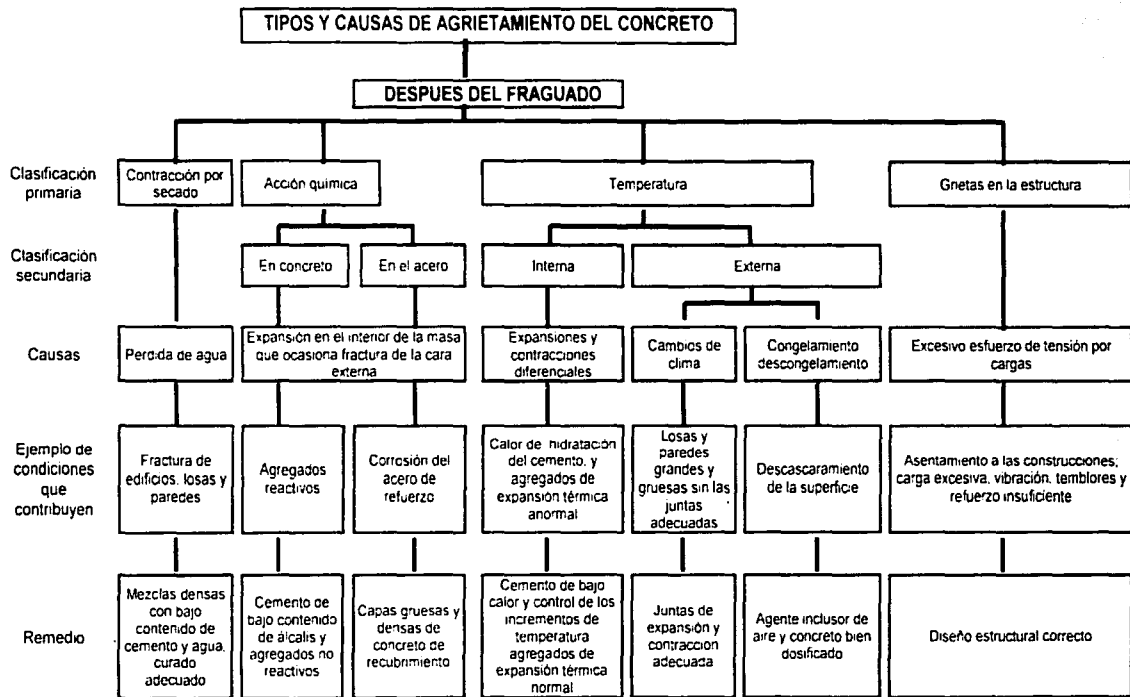 TIPOS Y CAUSAS DE AGRIETAMIENTO DEL CONCRETO
DESPUES DEL FRAGUADO
Clasificación
primaria
Contracción por
secado
Acción química
Temperatura
Grietas en la estructura
Clasificación
secundaria
En concreto
En el acero
Interna
Externa
Causas
Perdida de agua
Expansión en el interior de la masa
que ocasiona fractura de la cara
externa
Expansiones y
contracciones
diferenciales
Cambios de
clima
Congelamiento
descongelamiento
Excesivo esfuerzo de tensión por
cargas
Ejemplo de
condiciones
que
contribuyen
Fractura de
edificios, losas y
paredes
Agregados
reactivos
Corrosión del
acero de
refuerzo
Calor de hidratación
del cemento, y
agregados de
expansión térmica
anormal
Losas y
paredes
grandes y
gruesas sin las
juntas
adecuadas
Descascaramiento
de la superficie
Asentamiento a las construcciones;
carga excesiva, vibración, temblores y
refuerzo insuficiente
Remedio
Mezclas densas
con bajo
contenido de
cemento y agua,
curado
adecuado
Cemento de
bajo contenido
de álcalis y
agregados no
reactivos
Capas gruesas y
densas de
concreto de
recubrimiento
Cemento de bajo
calor y control de los
incrementos de
temperatura
agregados de
expansión térmica
normal
Juntas de
expansión y
contracción
adecuada
Agente inclusor de
aire y concreto bien
dosificado
Diseño estructural correcto